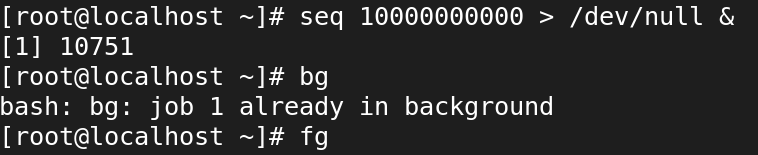 [root@localhost ~]# seq 10000000000 > /dev/null &
[1] 10751
[root@localhost ~]# bg
bash: bg: job 1 already in background
[root@localhost ~]# fg